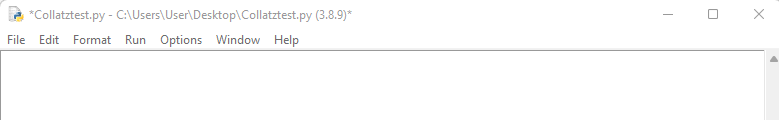 *Collatztest.py - C:\Users\User\Desktop\Collatztest.py (3.8.9)*
File Edit Format Run Options Window Help